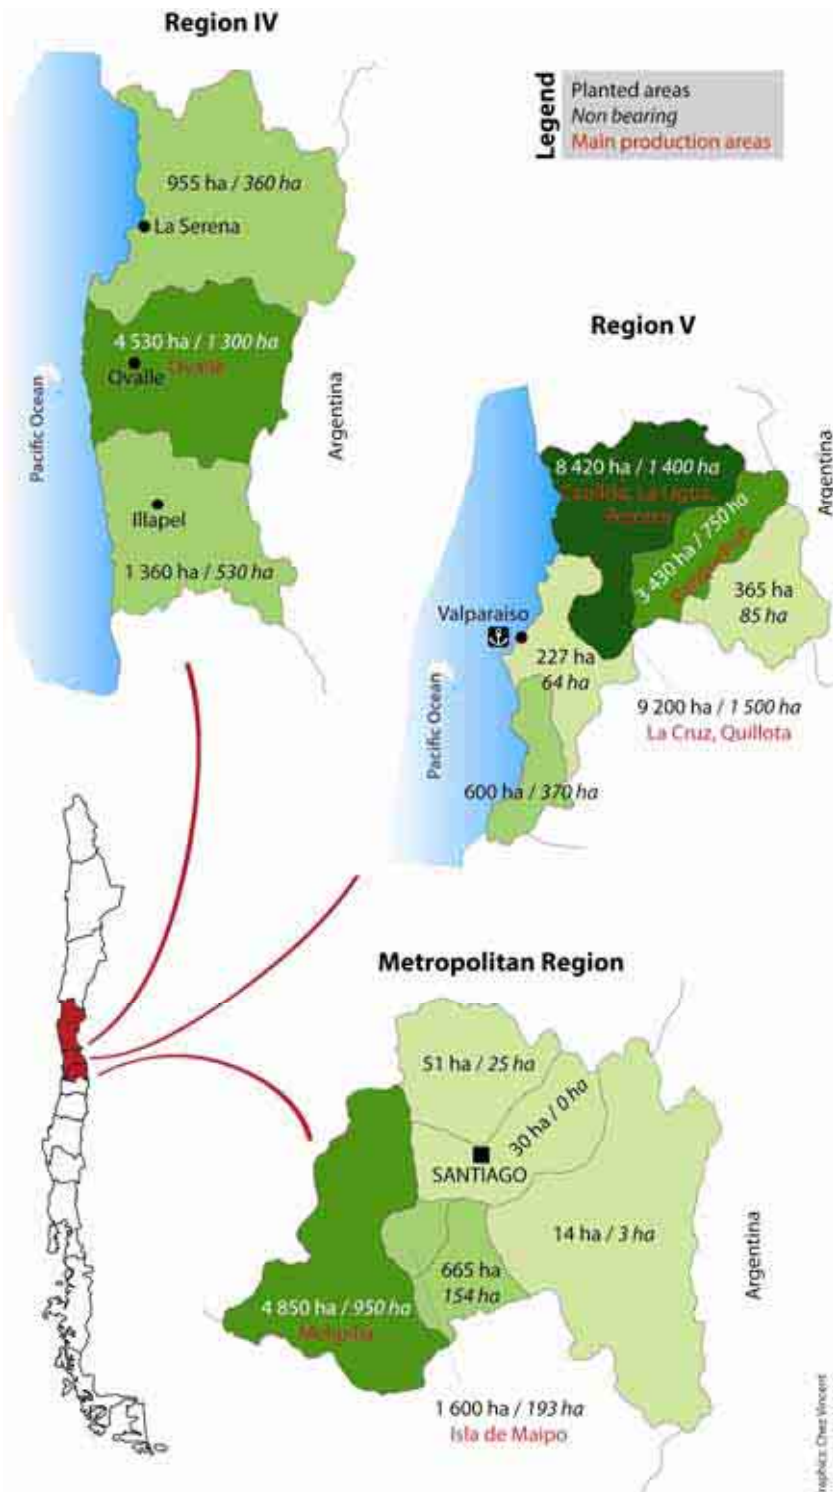 Region IV
Legend
Planted areas
Non bearing
Main production areas
955 ha / 360 ha
La Serena
4 530 ha / 1 300 ha
Ovalle
Ovalle
Pacific Ocean
Argentina
Illapel
1 360 ha / 530 ha
Region V
Argentina
8 420 ha / 1 400 ha
La Ligua,
3 430 ha / 750 ha
365 ha
85 ha
Valparaiso
227 ha
64 ha
9 200 ha / 1 500 ha
La Cruz, Quillota
Pacific Ocean
600 ha / 370 ha
Metropolitan Region
51 ha / 25 ha
30 ha / 0 ha
SANTIAGO
14 ha / 3 ha
Argentina
665 ha
154 ha
4 850 ha / 950 ha
Melipilla
1 600 ha / 193 ha
Isla de Maipo
raphics: Chez Vincent